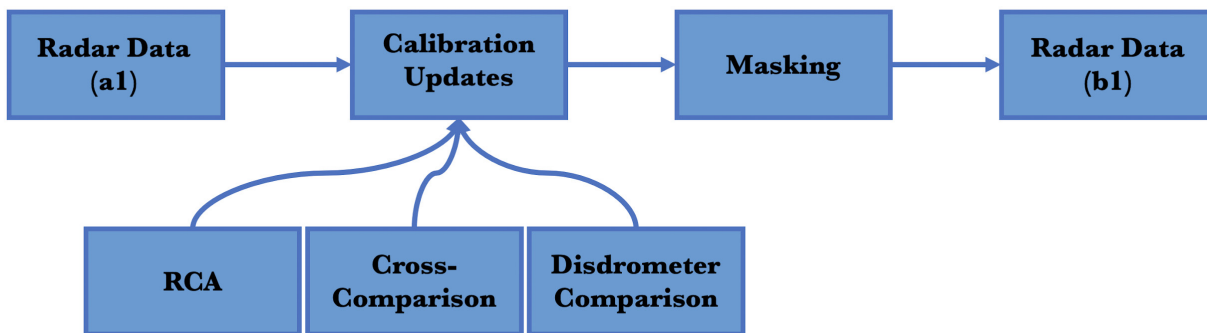 Radar Data
(a1)
Calibration
Updates
Masking
Radar Data
(b1)
RCA
Cross-
Comparison
Disdrometer
Comparison